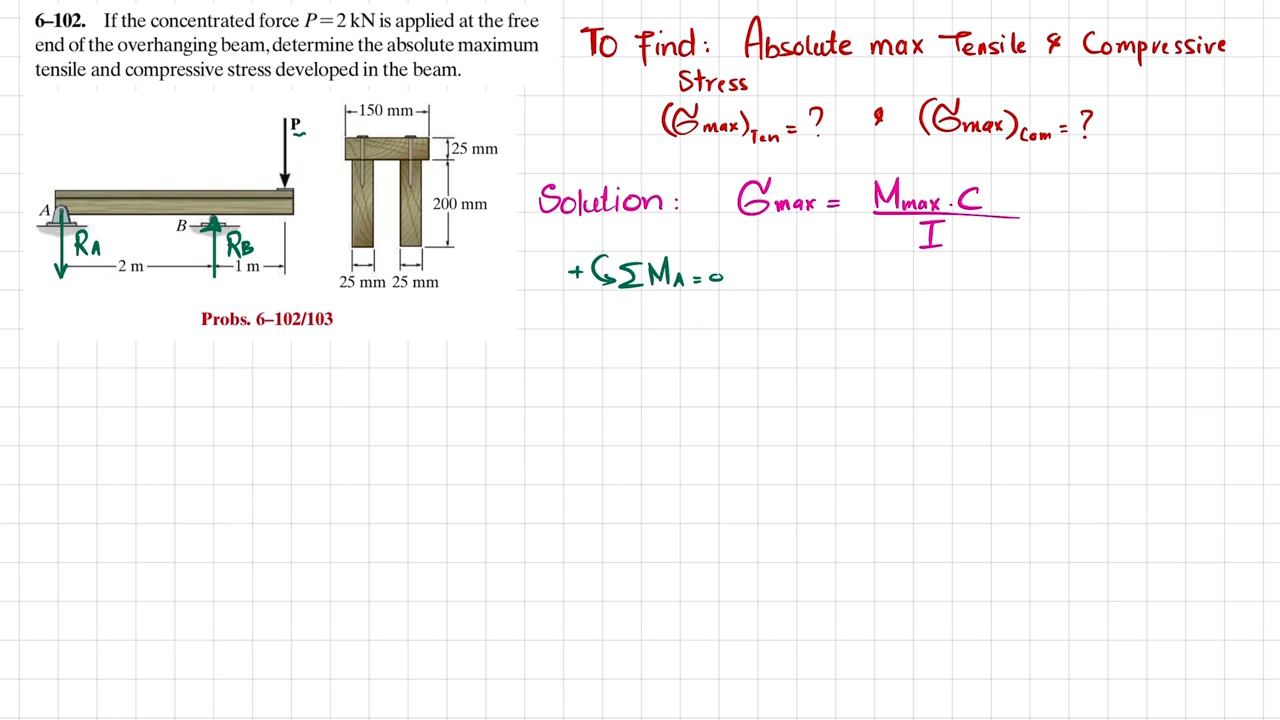 6–102. If the concentrated force P = 2 kN is applied at the free
end of the overhanging beam, determine the absolute maximum
tensile and compressive stress developed in the beam.
To find: Absolute max Tensile & Compressive
Stress
(σmax)Ten = ? & (σmax)Com = ?
Solution: σmax = Mmax . C / I
+ ↺ ΣMA = 0
150 mm
P
25 mm
200 mm
A
B
RA
RB
2 m
1 m
25 mm 25 mm
Probs. 6–102/103